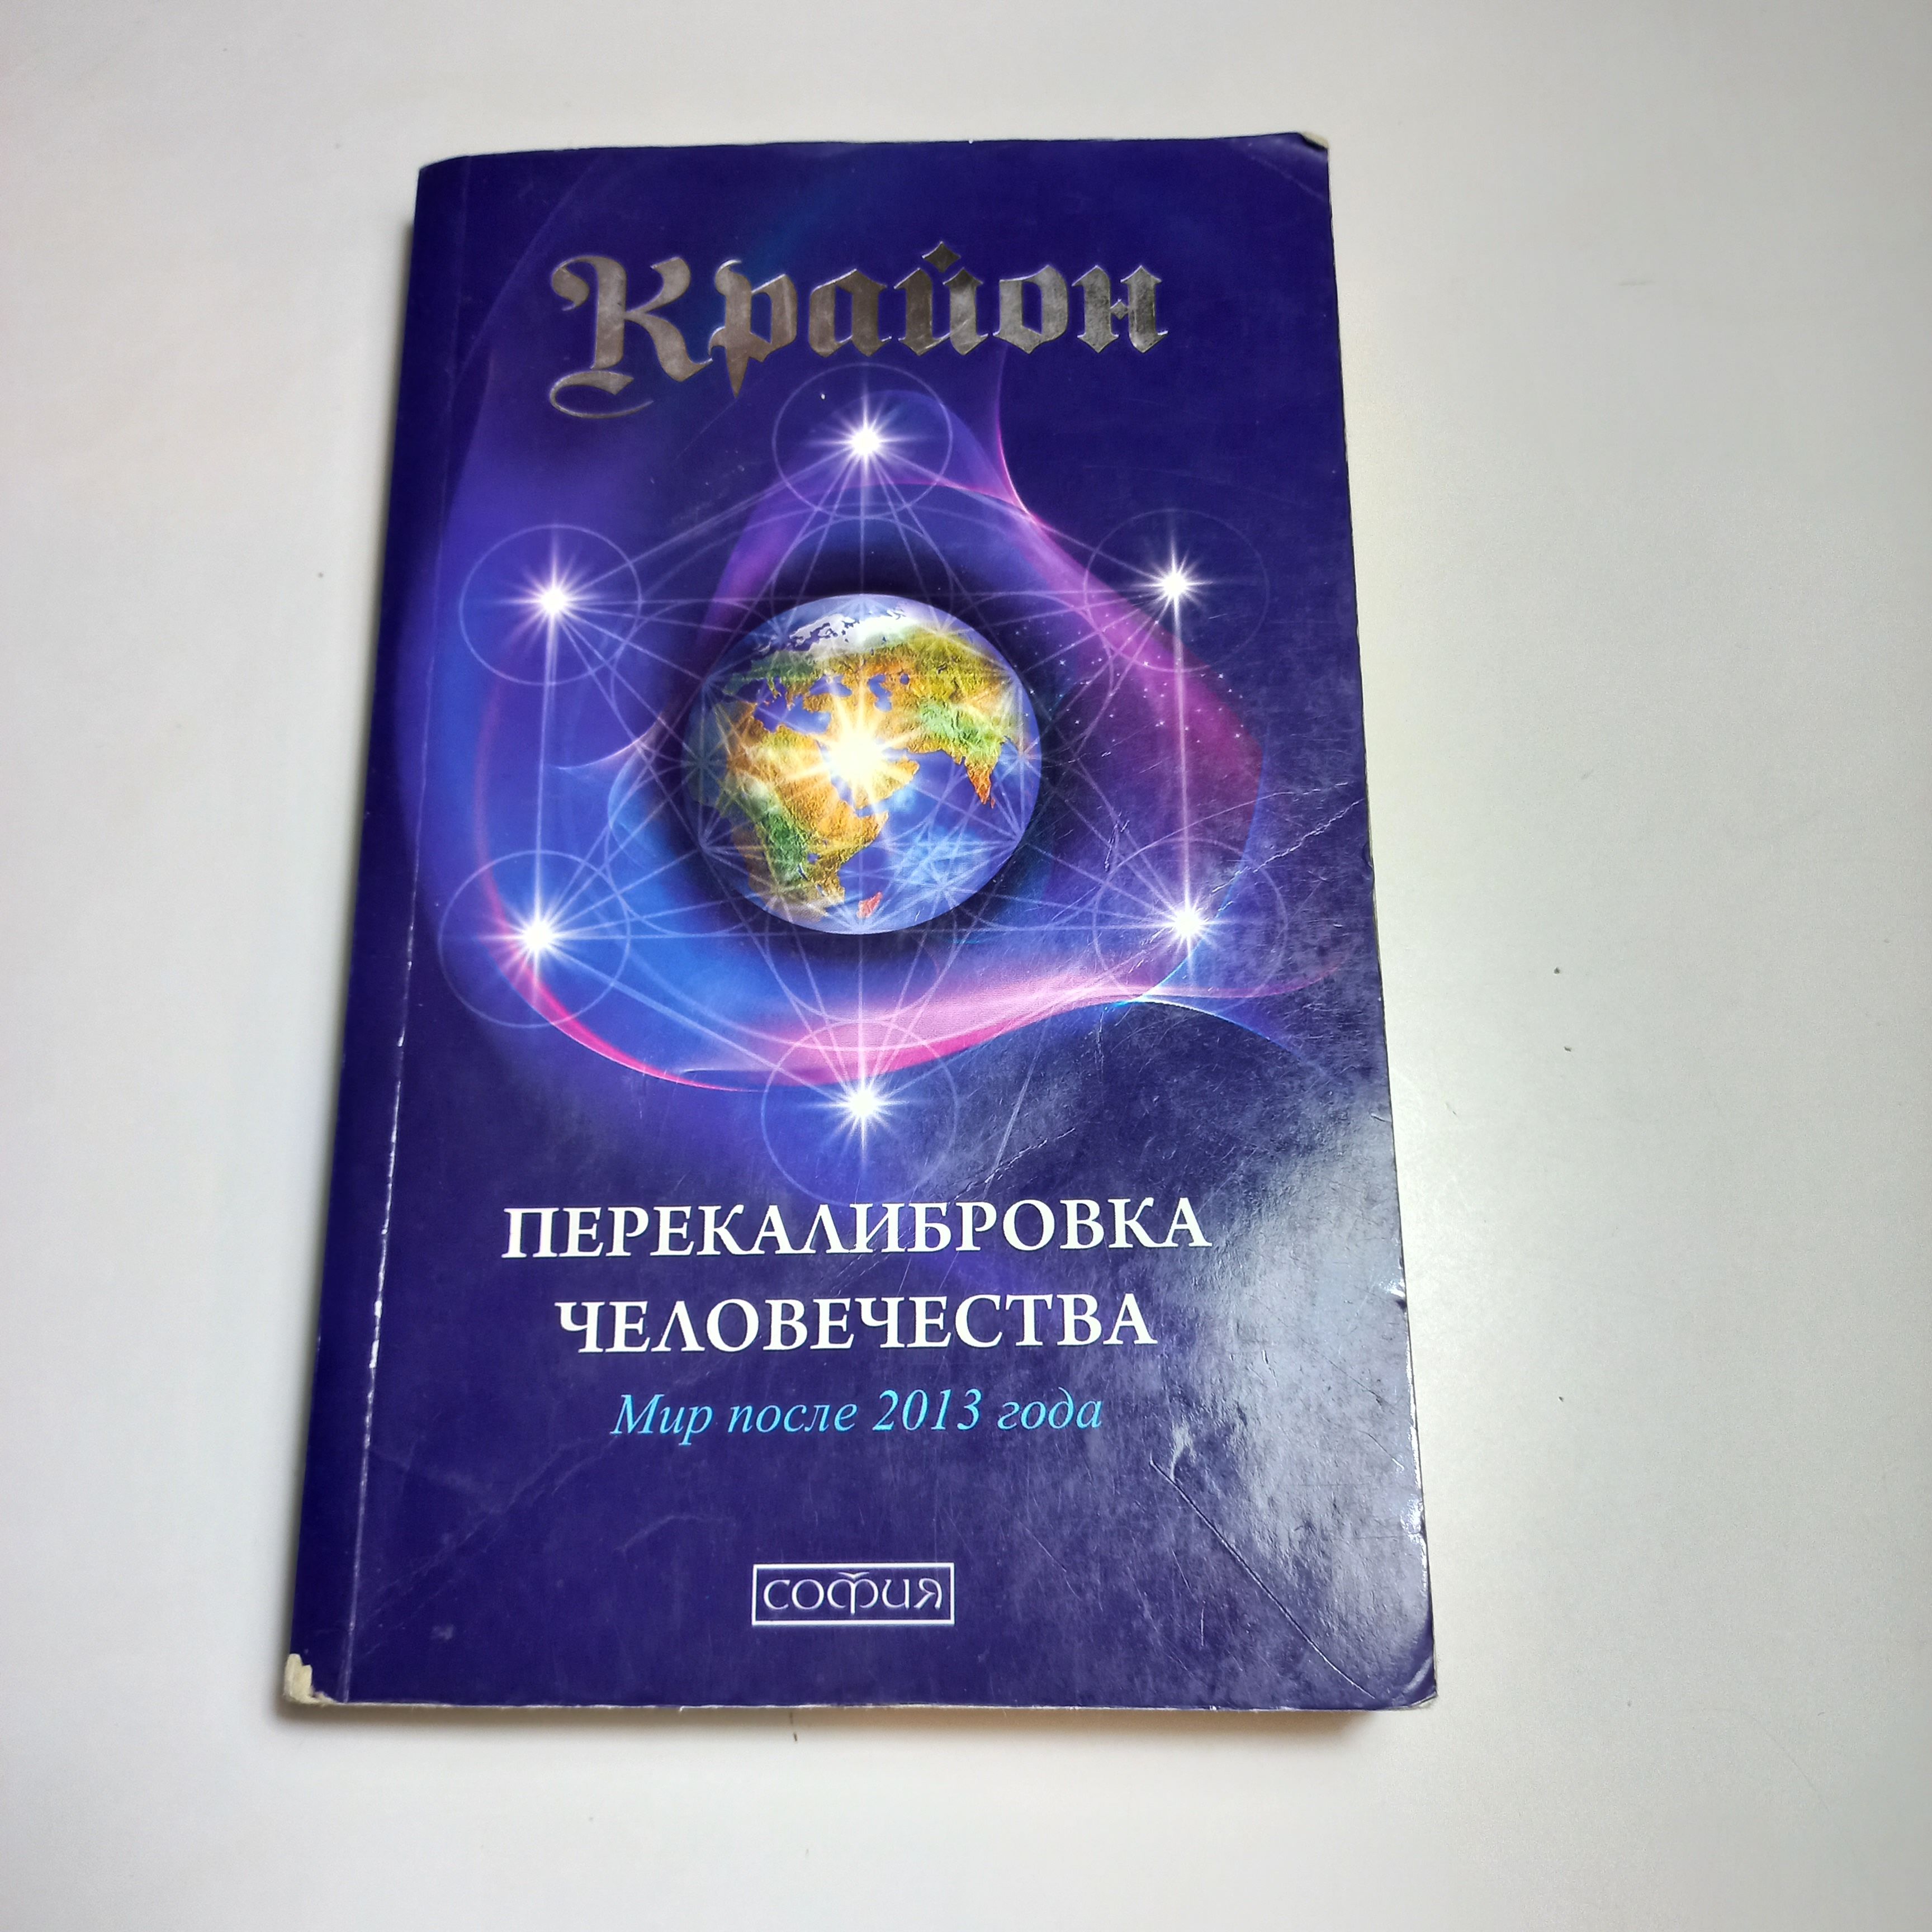 Крайон
ПЕРЕКАЛИБРОВКА
ЧЕЛОВЕЧЕСТВА
Мир после 2013 года
софия